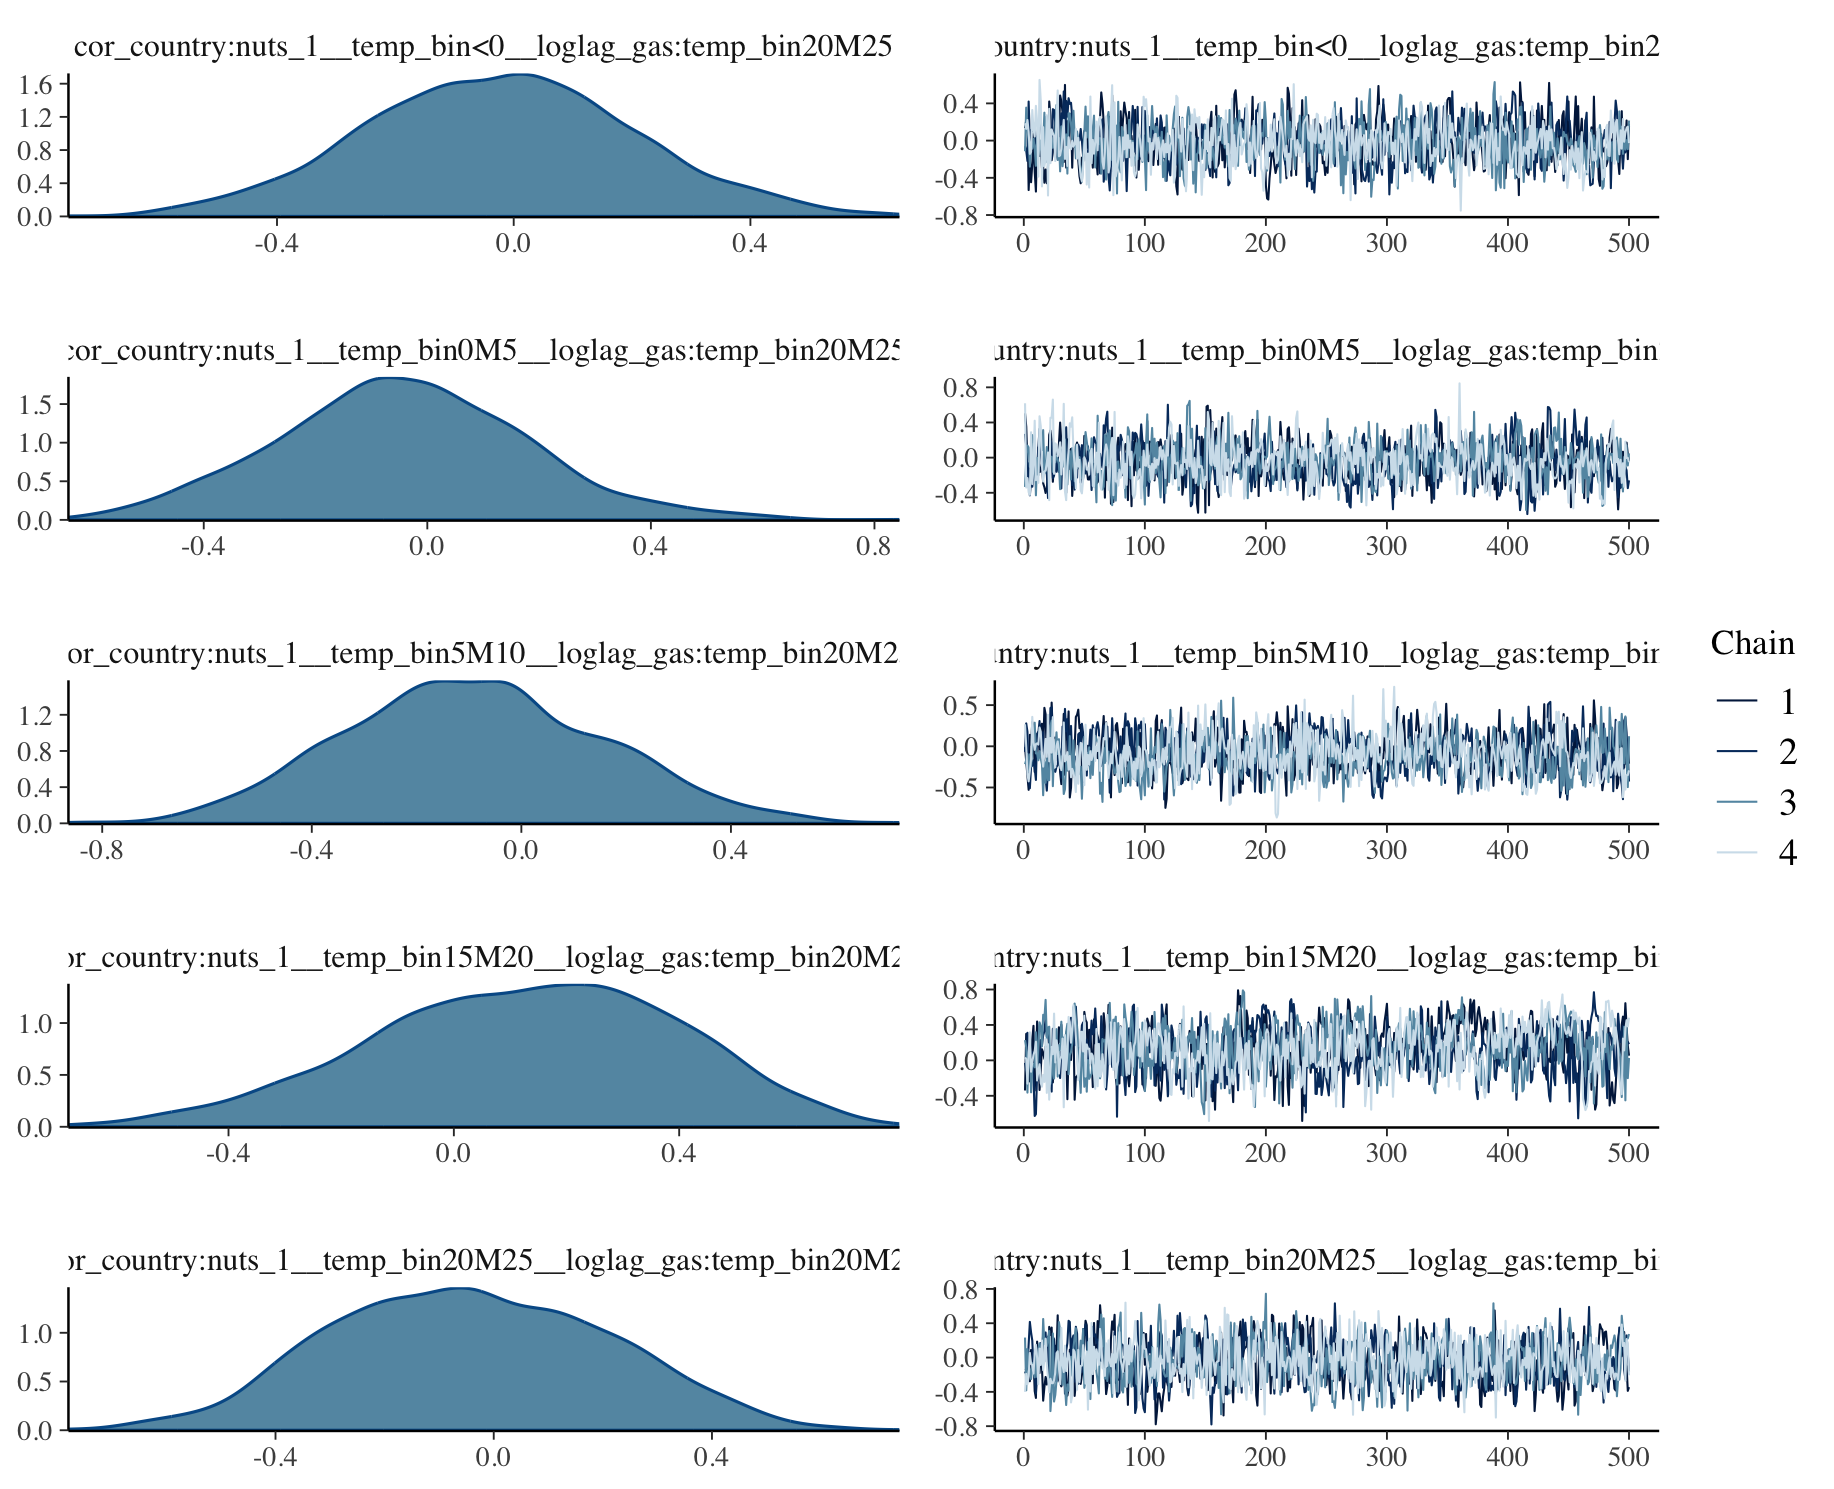 cor_country:nuts_1__temp_bin<0__loglag_gas:temp_bin20M25
1.6
1.2
0.8
0.4
0.0
-0.4 0.0 0.4
ountry:nuts_1__temp_bin<0__loglag_gas:temp_bin2
0.4
0.0
-0.4
-0.8
0 100 200 300 400 500
cor_country:nuts_1__temp_bin0M5__loglag_gas:temp_bin20M25
1.5
1.0
0.5
0.0
-0.4 0.0 0.4 0.8
untry:nuts_1__temp_bin0M5__loglag_gas:temp_bin
0.8
0.4
0.0
-0.4
0 100 200 300 400 500
or_country:nuts_1__temp_bin5M10__loglag_gas:temp_bin20M2
1.2
0.8
0.4
0.0
-0.8 -0.4 0.0 0.4
ntry:nuts_1__temp_bin5M10__loglag_gas:temp_bin
0.5
0.0
-0.5
0 100 200 300 400 500
or_country:nuts_1__temp_bin15M20__loglag_gas:temp_bin20M2
1.0
0.5
0.0
-0.4 0.0 0.4
ntry:nuts_1__temp_bin15M20__loglag_gas:temp_bi
0.8
0.4
0.0
-0.4
0 100 200 300 400 500
or_country:nuts_1__temp_bin20M25__loglag_gas:temp_bin20M2
1.0
0.5
0.0
-0.4 0.0 0.4
ntry:nuts_1__temp_bin20M25__loglag_gas:temp_bi
0.8
0.4
0.0
-0.4
-0.8
0 100 200 300 400 500
Chain
1
2
3
4